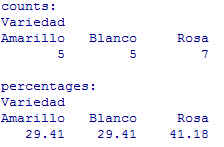 counts:
Variedad
Amarillo   Blanco     Rosa
       5        5        7
percentages:
Variedad
Amarillo   Blanco     Rosa
   29.41    29.41    41.18